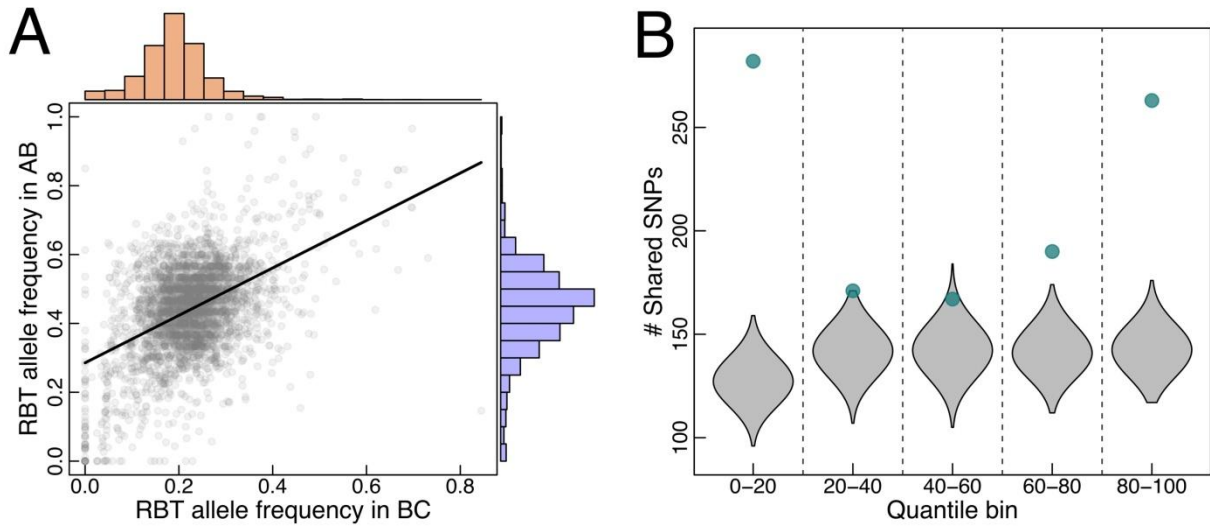 A
RBT allele frequency in AB
1.0
0.8
0.6
0.4
0.2
0.0
0.0 0.2 0.4 0.6 0.8
RBT allele frequency in BC
B
# Shared SNPs
250
200
150
100
0–20 20–40 40–60 60–80 80–100
Quantile bin